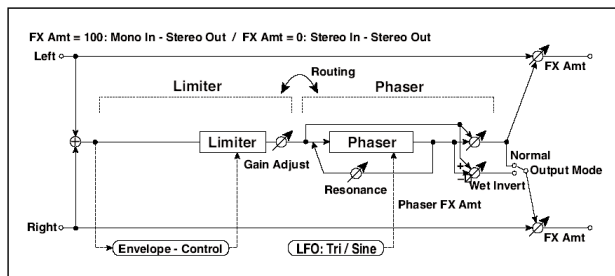 FX Amt = 100: Mono In - Stereo Out / FX Amt = 0: Stereo In - Stereo Out
Left
FX Amt
Routing
Limiter
Phaser
Limiter
Phaser
Gain Adjust
Resonance
Normal
Output Mode
+
-
Wet Invert
Phaser FX Amt
Right
FX Amt
Envelope - Control
LFO: Tri / Sine